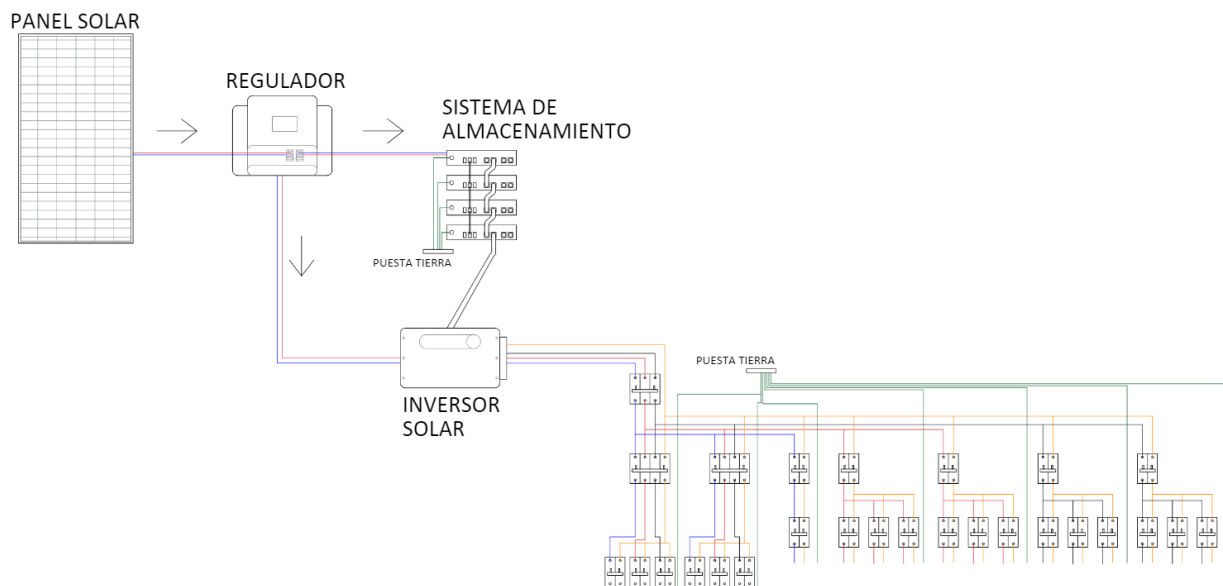 PANEL SOLAR
REGULADOR
SISTEMA DE
ALMACENAMIENTO
PUESTA TIERRA
PUESTA TIERRA
INVERSOR
SOLAR